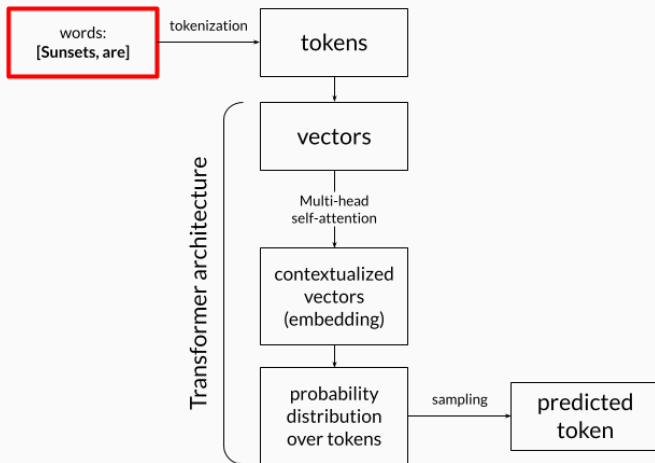 words:
[Sunsets, are]
tokenization
tokens
vectors
Transformer architecture
Multi-head
self-attention
contextualized
vectors
(embedding)
probability
distribution
over tokens
sampling
predicted
token